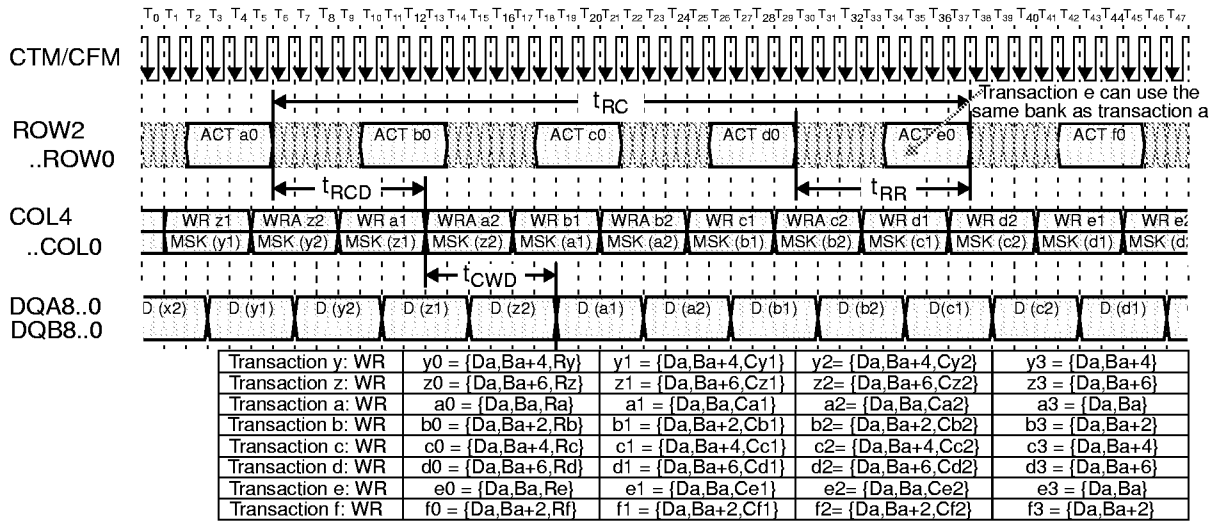 T0 T1 T2 T3 T4 T5 T6 T7 T8 T9 T10 T11 T12 T13 T14 T15 T16 T17 T18 T19 T20 T21 T22 T23 T24 T25 T26 T27 T28 T29 T30 T31 T32 T33 T34 T35 T36 T37 T38 T39 T40 T41 T42 T43 T44 T45 T46 T47
CTM/CFM
tRC
Transaction e can use the
same bank as transaction a
ROW2
..ROW0
ACT a0 ACT b0 ACT c0 ACT d0 ACT e0 ACT f0
tRCD tRR
COL4
..COL0
WR z1 WRA z2 WR a1 WRA a2 WR b1 WRA b2 WR c1 WRA c2 WR d1 WR d2 WR e1 WR e2
MSK (y1) MSK (y2) MSK (z1) MSK (z2) MSK (a1) MSK (a2) MSK (b1) MSK (b2) MSK (c1) MSK (c2) MSK (d1) MSK (d2
tCWD
DQA8..0
DQB8..0
D (x2) D (y1) D (y2) D (z1) D (z2) D (a1) D (a2) D (b1) D (b2) D(c1) D (c2) D (d1)
Transaction y: WR y0 = {Da,Ba+4,Ry} y1 = {Da,Ba+4,Cy1} y2= {Da,Ba+4,Cy2} y3 = {Da,Ba+4}
Transaction z: WR z0 = {Da,Ba+6,Rz} z1 = {Da,Ba+6,Cz1} z2= {Da,Ba+6,Cz2} z3 = {Da,Ba+6}
Transaction a: WR a0 = {Da,Ba,Ra} a1 = {Da,Ba,Ca1} a2= {Da,Ba,Ca2} a3 = {Da,Ba}
Transaction b: WR b0 = {Da,Ba+2,Rb} b1 = {Da,Ba+2,Cb1} b2= {Da,Ba+2,Cb2} b3 = {Da,Ba+2}
Transaction c: WR c0 = {Da,Ba+4,Rc} c1 = {Da,Ba+4,Cc1} c2= {Da,Ba+4,Cc2} c3 = {Da,Ba+4}
Transaction d: WR d0 = {Da,Ba+6,Rd} d1 = {Da,Ba+6,Cd1} d2= {Da,Ba+6,Cd2} d3 = {Da,Ba+6}
Transaction e: WR e0 = {Da,Ba,Re} e1 = {Da,Ba,Ce1} e2= {Da,Ba,Ce2} e3 = {Da,Ba}
Transaction f: WR f0 = {Da,Ba+2,Rf} f1 = {Da,Ba+2,Cf1} f2= {Da,Ba+2,Cf2} f3 = {Da,Ba+2}